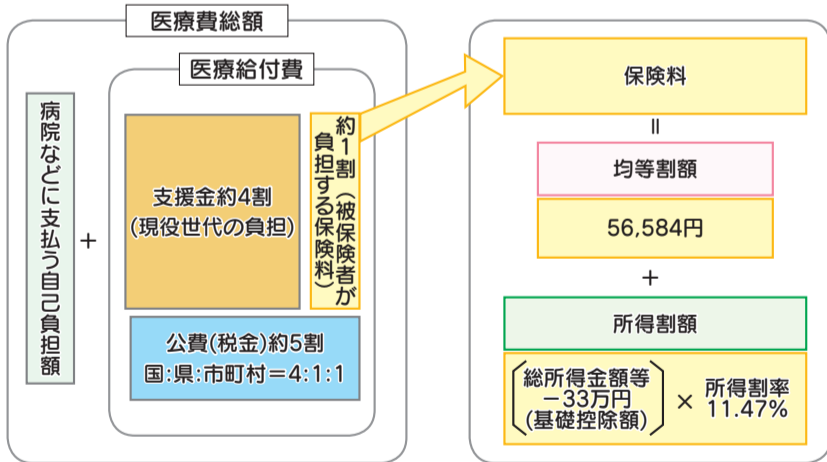 医療費総額
病院などに支払う自己負担額
+
医療給付費
支援金約4割
(現役世代の負担)
約1割(被保険者が
負担する保険料)
公費(税金)約5割
国:県:市町村=4:1:1
保険料
=
均等割額
56,584円
+
所得割額
総所得金額等
-33万円
(基礎控除額)
×
所得割率
11.47%